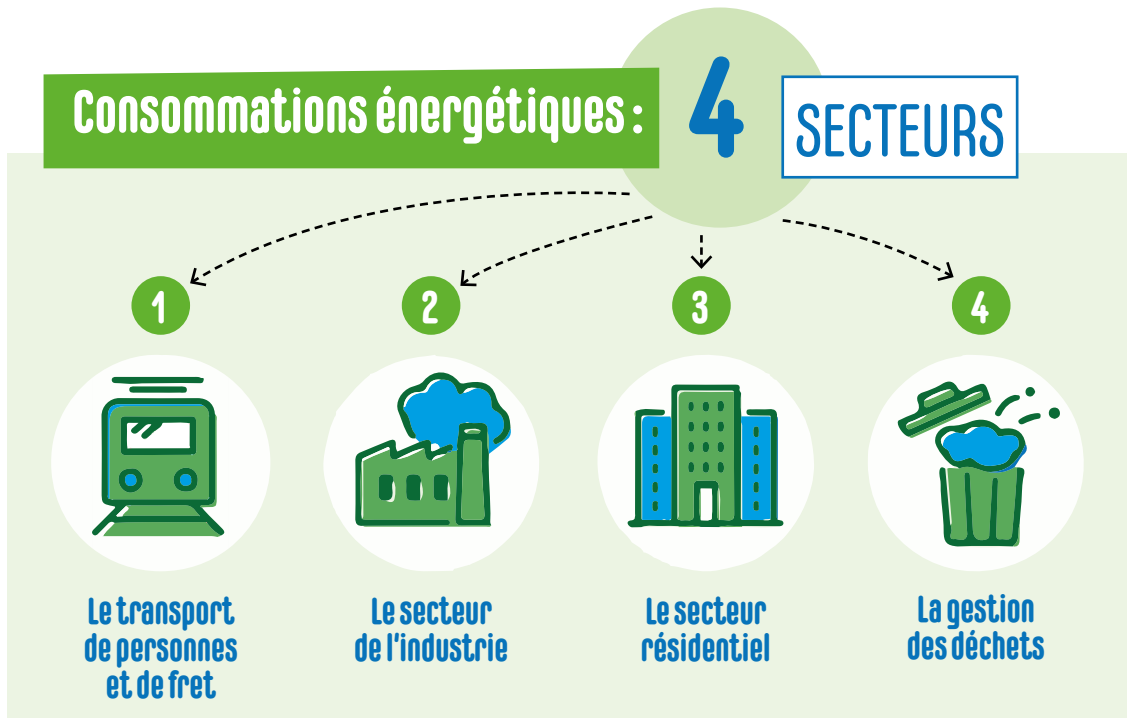 Consommations énergétiques :
4
SECTEURS
1
2
3
4
Le transport
de personnes
et de fret
Le secteur
de l'industrie
Le secteur
résidentiel
La gestion
des déchets